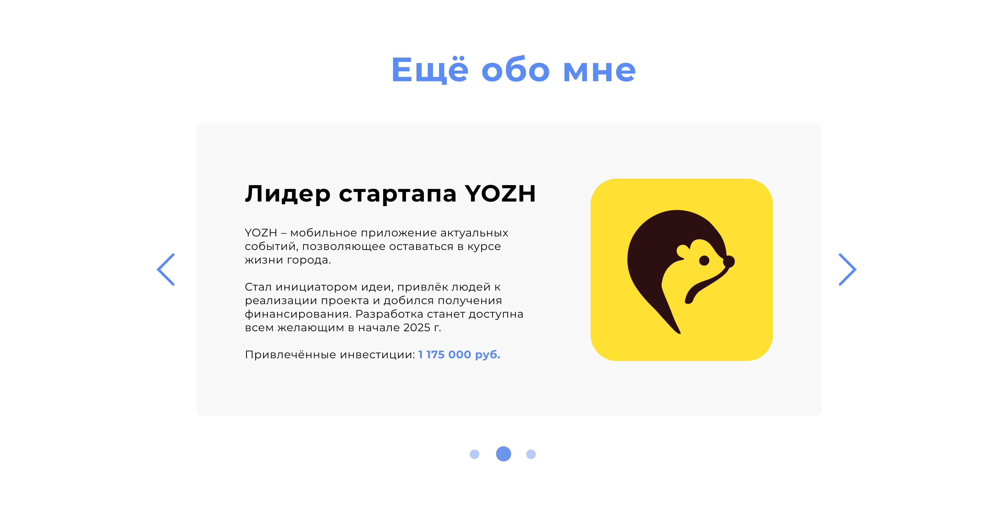 Ещё обо мне
Лидер стартапа YOZH
YOZH – мобильное приложение актуальных
событий, позволяющее оставаться в курсе
жизни города.
Стал инициатором идеи, привлёк людей к
реализации проекта и добился получения
финансирования. Разработка станет доступна
всем желающим в начале 2025 г.
Привлечённые инвестиции: 1 175 000 руб.